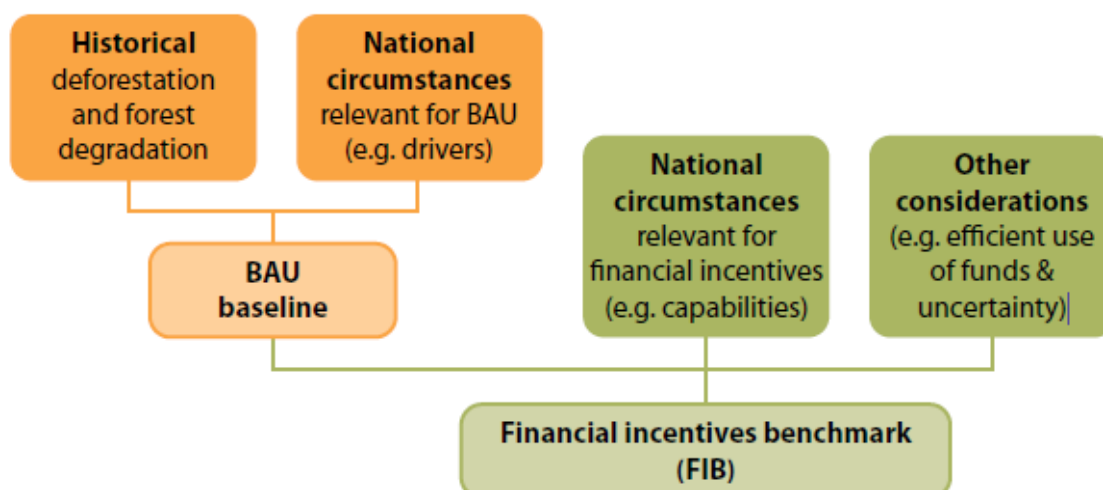 Historical
deforestation
and forest
degradation
National
circumstances
relevant for BAU
(e.g. drivers)
National
circumstances
relevant for
financial incentives
(e.g. capabilities)
Other
considerations
(e.g. efficient use
of funds &
uncertainty)
BAU
baseline
Financial incentives benchmark
(FIB)